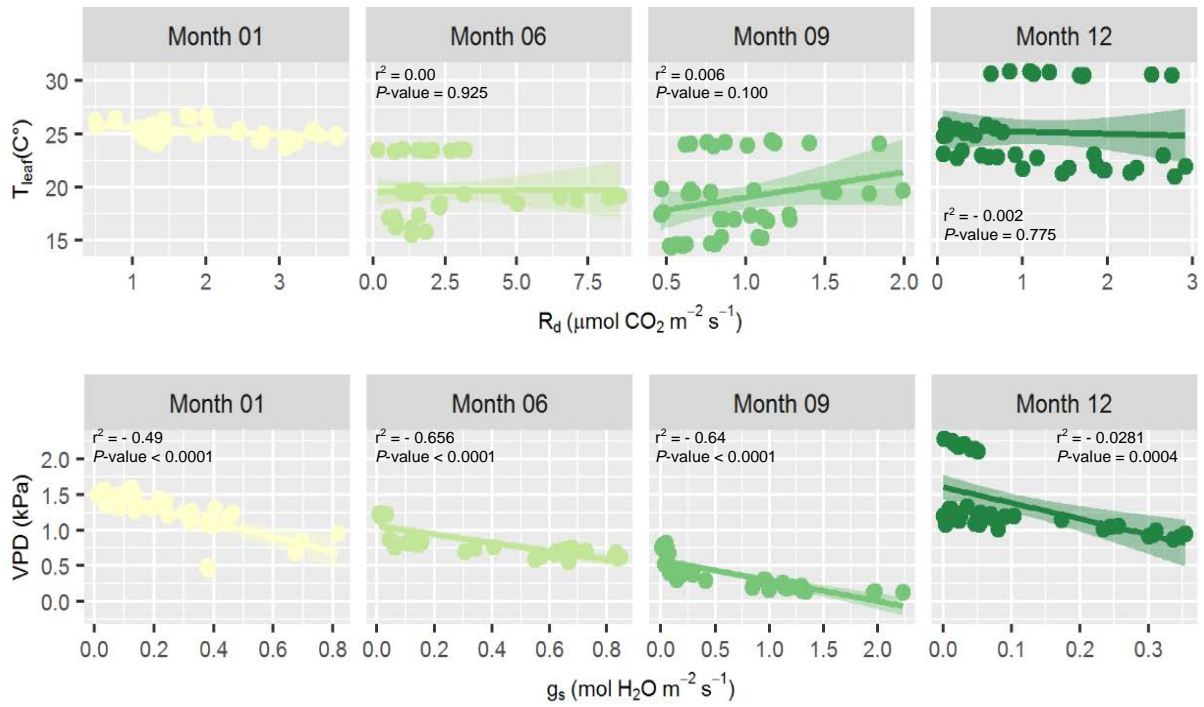 Month 01 Month 06 Month 09 Month 12
r² = 0.00 r² = 0.006
P-value = 0.925 P-value = 0.100
30
25
20
15
T_leaf(C°)
r² = - 0.002
P-value = 0.775
1 2 3 0.0 2.5 5.0 7.5 0.5 1.0 1.5 2.0 0 1 2 3
R_d (μmol CO₂ m⁻² s⁻¹)
Month 01 Month 06 Month 09 Month 12
r² = - 0.49 r² = - 0.656 r² = - 0.64 r² = - 0.0281
P-value < 0.0001 P-value < 0.0001 P-value < 0.0001 P-value = 0.0004
2.0
1.5
1.0
0.5
0.0
VPD (kPa)
0.0 0.2 0.4 0.6 0.8 0.0 0.2 0.4 0.6 0.8 0.0 0.5 1.0 1.5 2.0 0.0 0.1 0.2 0.3
g_s (mol H₂O m⁻² s⁻¹)